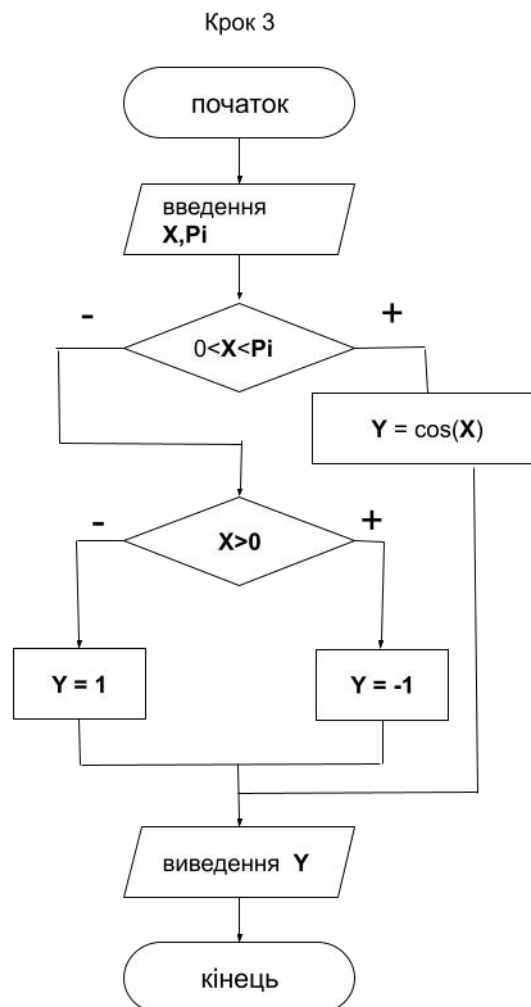 Крок 3
початок
введення
X,Pi
-
+
0<X<Pi
Y = cos(X)
-
+
X>0
Y = 1
Y = -1
виведення Y
кінець